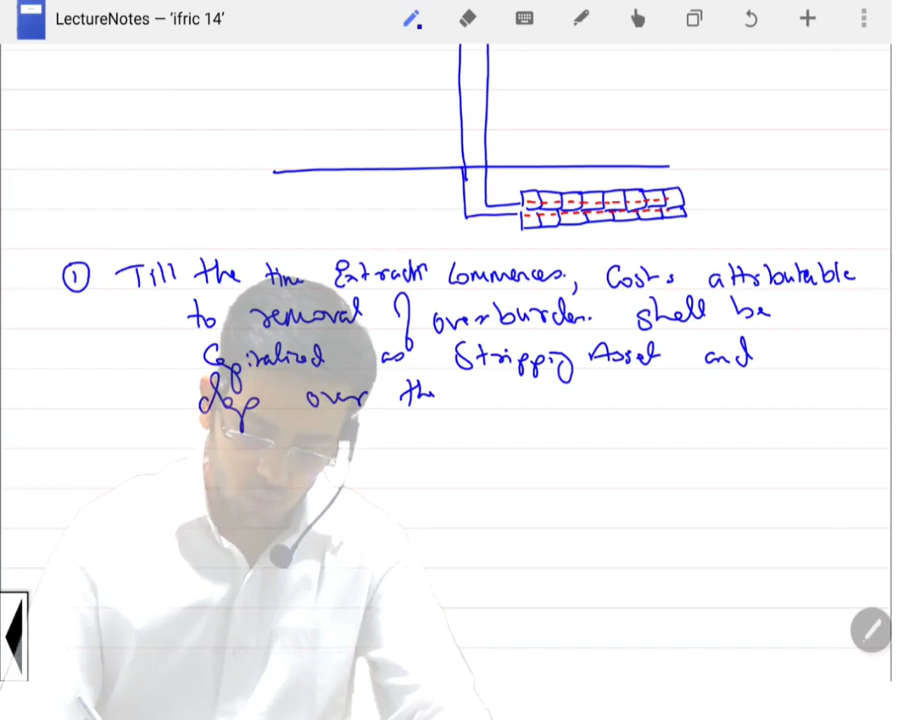 LectureNotes – 'ifric 14'
① Till the time Extractn Commences, Costs attributable
to removal of overburden shall be
Capitalized as Stripping Asset and
dep over the